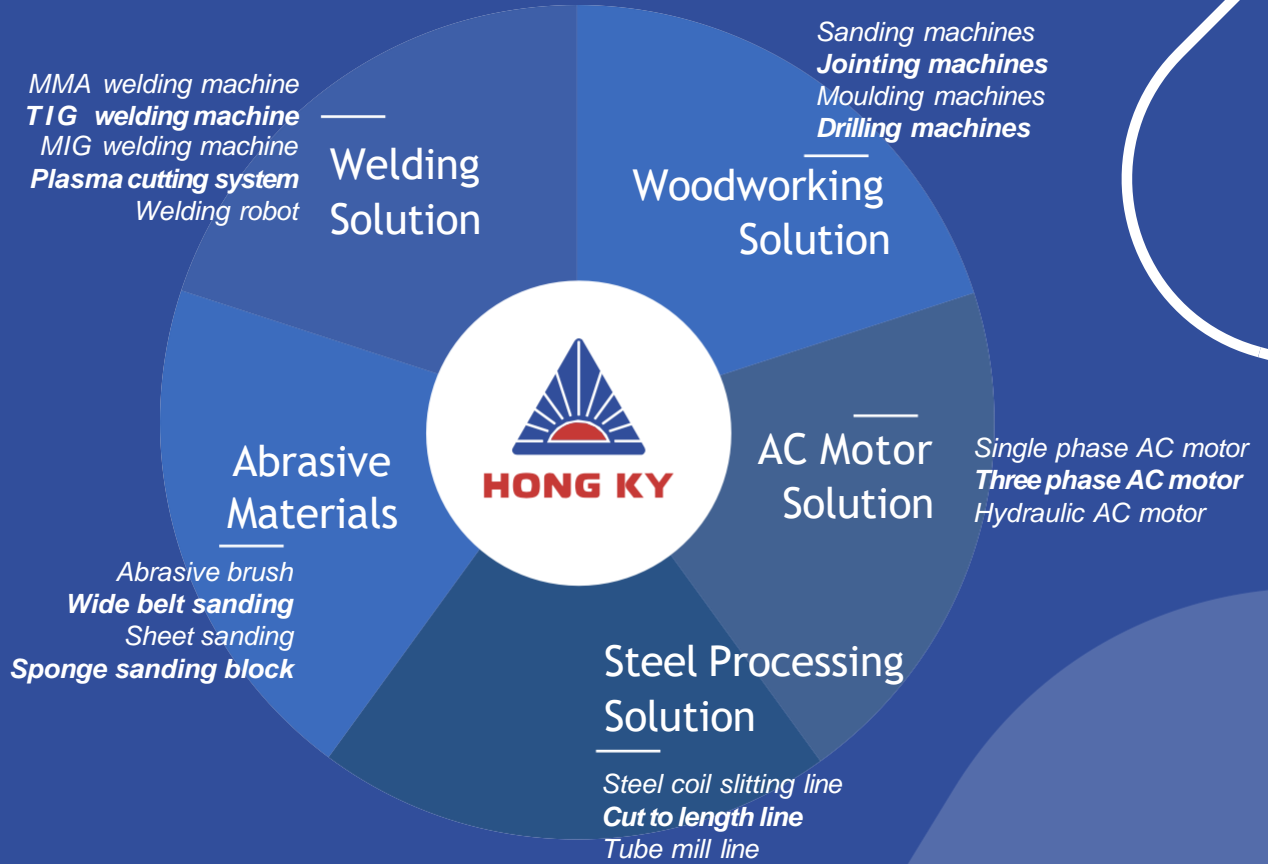 MMA welding machine
TIG welding machine
MIG welding machine
Plasma cutting system
Welding robot
Welding
Solution
Sanding machines
Jointing machines
Moulding machines
Drilling machines
Woodworking
Solution
HONG KY
AC Motor
Solution
Single phase AC motor
Three phase AC motor
Hydraulic AC motor
Abrasive
Materials
Abrasive brush
Wide belt sanding
Sheet sanding
Sponge sanding block
Steel Processing
Solution
Steel coil slitting line
Cut to length line
Tube mill line